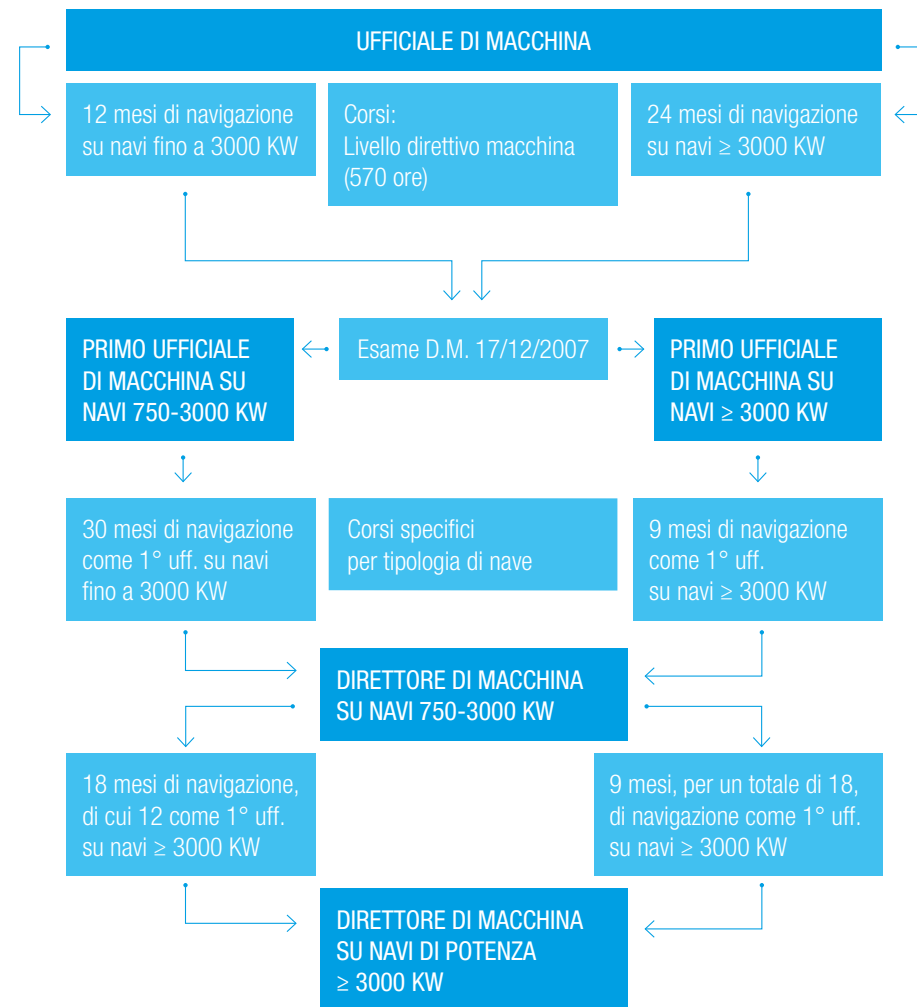 UFFICIALE DI MACCHINA
12 mesi di navigazione
su navi fino a 3000 KW
Corsi:
Livello direttivo macchina
(570 ore)
24 mesi di navigazione
su navi ≥ 3000 KW
PRIMO UFFICIALE
DI MACCHINA SU
NAVI 750-3000 KW
Esame D.M. 17/12/2007
PRIMO UFFICIALE
DI MACCHINA SU
NAVI ≥ 3000 KW
30 mesi di navigazione
come 1° uff. su navi
fino a 3000 KW
Corsi specifici
per tipologia di nave
9 mesi di navigazione
come 1° uff.
su navi ≥ 3000 KW
DIRETTORE DI MACCHINA
SU NAVI 750-3000 KW
18 mesi di navigazione,
di cui 12 come 1° uff.
su navi ≥ 3000 KW
9 mesi, per un totale di 18,
di navigazione come 1° uff.
su navi ≥ 3000 KW
DIRETTORE DI MACCHINA
SU NAVI DI POTENZA
≥ 3000 KW